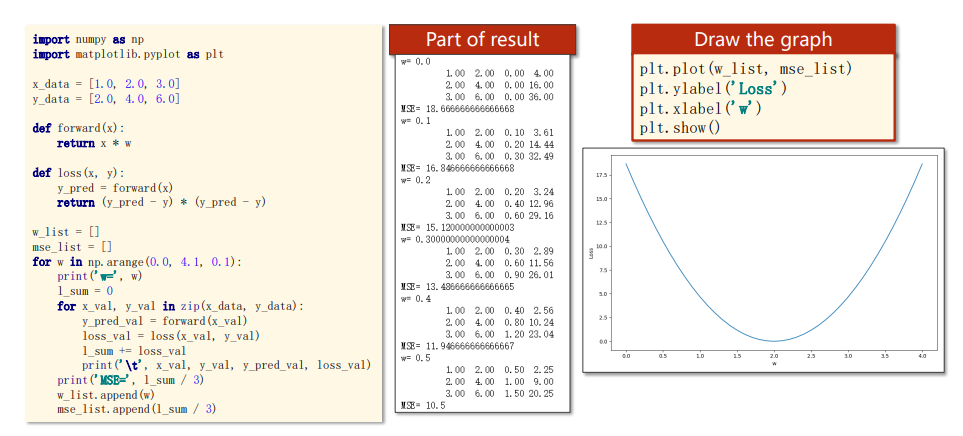 import numpy as np
import matplotlib.pyplot as plt
x_data = [1.0, 2.0, 3.0]
y_data = [2.0, 4.0, 6.0]
def forward(x):
    return x * w
def loss(x, y):
    y_pred = forward(x)
    return (y_pred - y) * (y_pred - y)
w_list = []
mse_list = []
for w in np.arange(0.0, 4.1, 0.1):
    print('w=', w)
    l_sum = 0
    for x_val, y_val in zip(x_data, y_data):
        y_pred_val = forward(x_val)
        loss_val = loss(x_val, y_val)
        l_sum += loss_val
        print('\t', x_val, y_val, y_pred_val, loss_val)
    print('MSE=', l_sum / 3)
    w_list.append(w)
    mse_list.append(l_sum / 3)
Part of result
w= 0.0
1.00 2.00 0.00 4.00
2.00 4.00 0.00 16.00
3.00 6.00 0.00 36.00
MSE= 18.666666666666668
w= 0.1
1.00 2.00 0.10 3.61
2.00 4.00 0.20 14.44
3.00 6.00 0.30 32.49
MSE= 16.846666666666668
w= 0.2
1.00 2.00 0.20 3.24
2.00 4.00 0.40 12.96
3.00 6.00 0.60 29.16
MSE= 15.120000000000003
w= 0.30000000000000004
1.00 2.00 0.30 2.89
2.00 4.00 0.60 11.56
3.00 6.00 0.90 26.01
MSE= 13.486666666666665
w= 0.4
1.00 2.00 0.40 2.56
2.00 4.00 0.80 10.24
3.00 6.00 1.20 23.04
MSE= 11.946666666666667
w= 0.5
1.00 2.00 0.50 2.25
2.00 4.00 1.00 9.00
3.00 6.00 1.50 20.25
MSE= 10.5
Draw the graph
plt.plot(w_list, mse_list)
plt.ylabel('Loss')
plt.xlabel('w')
plt.show()
17.5
15.0
12.5
10.0
Loss
7.5
5.0
2.5
0.0
0.0 0.5 1.0 1.5 2.0 2.5 3.0 3.5 4.0
w